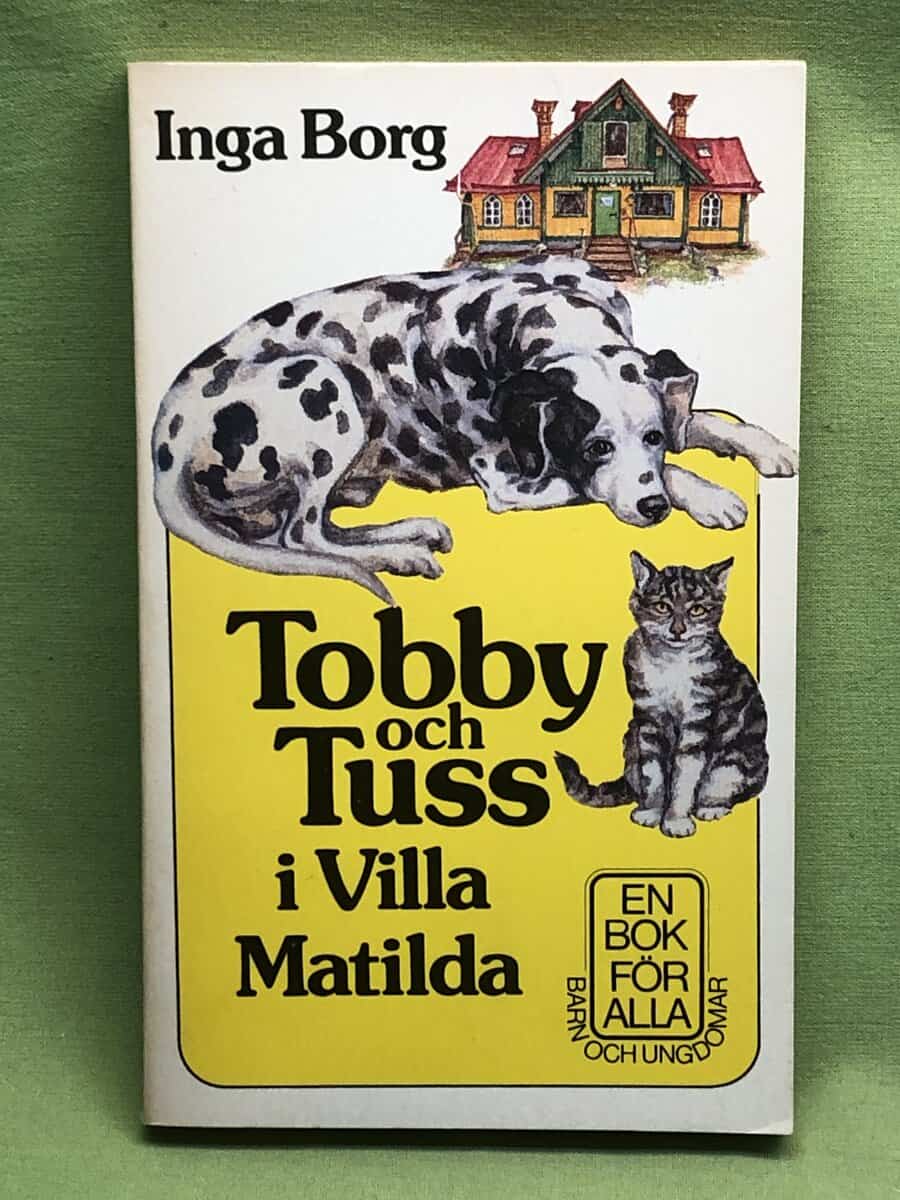 Inga Borg
Tobby
och
Tuss
i Villa
Matilda
EN
BOK
FÖR
ALLA
BARN OCH UNGDOMAR